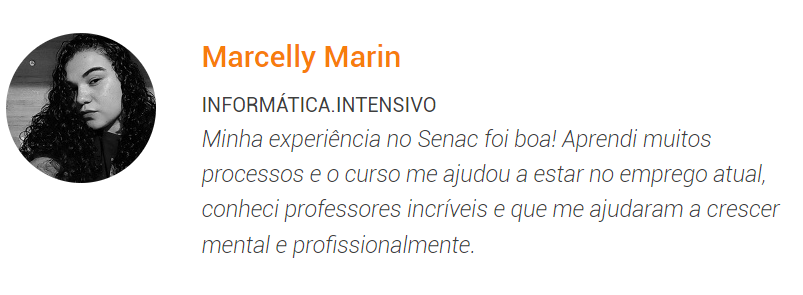 Marcelly Marin
INFORMÁTICA.INTENSIVO
Minha experiência no Senac foi boa! Aprendi muitos
processos e o curso me ajudou a estar no emprego atual,
conheci professores incríveis e que me ajudaram a crescer
mental e profissionalmente.